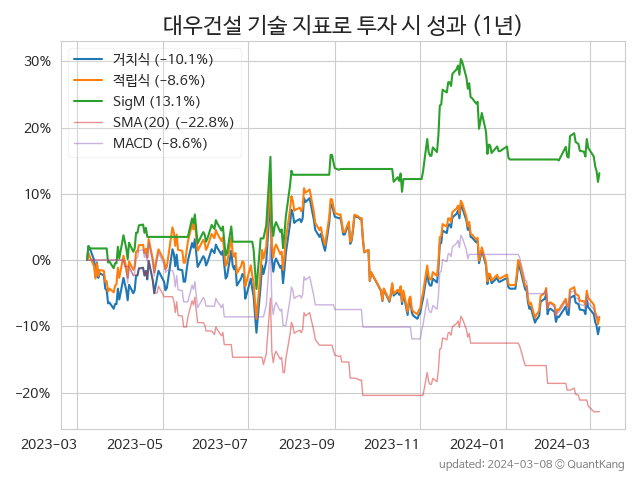 대우건설 기술 지표로 투자 시 성과 (1년)
거치식 (−10.1%)
적립식 (−8.6%)
SigM (13.1%)
SMA(20) (−22.8%)
MACD (−8.6%)
30%
20%
10%
0%
−10%
−20%
2023−03 2023−05 2023−07 2023−09 2023−11 2024−01 2024−03
updated: 2024−03−08 © QuantKang